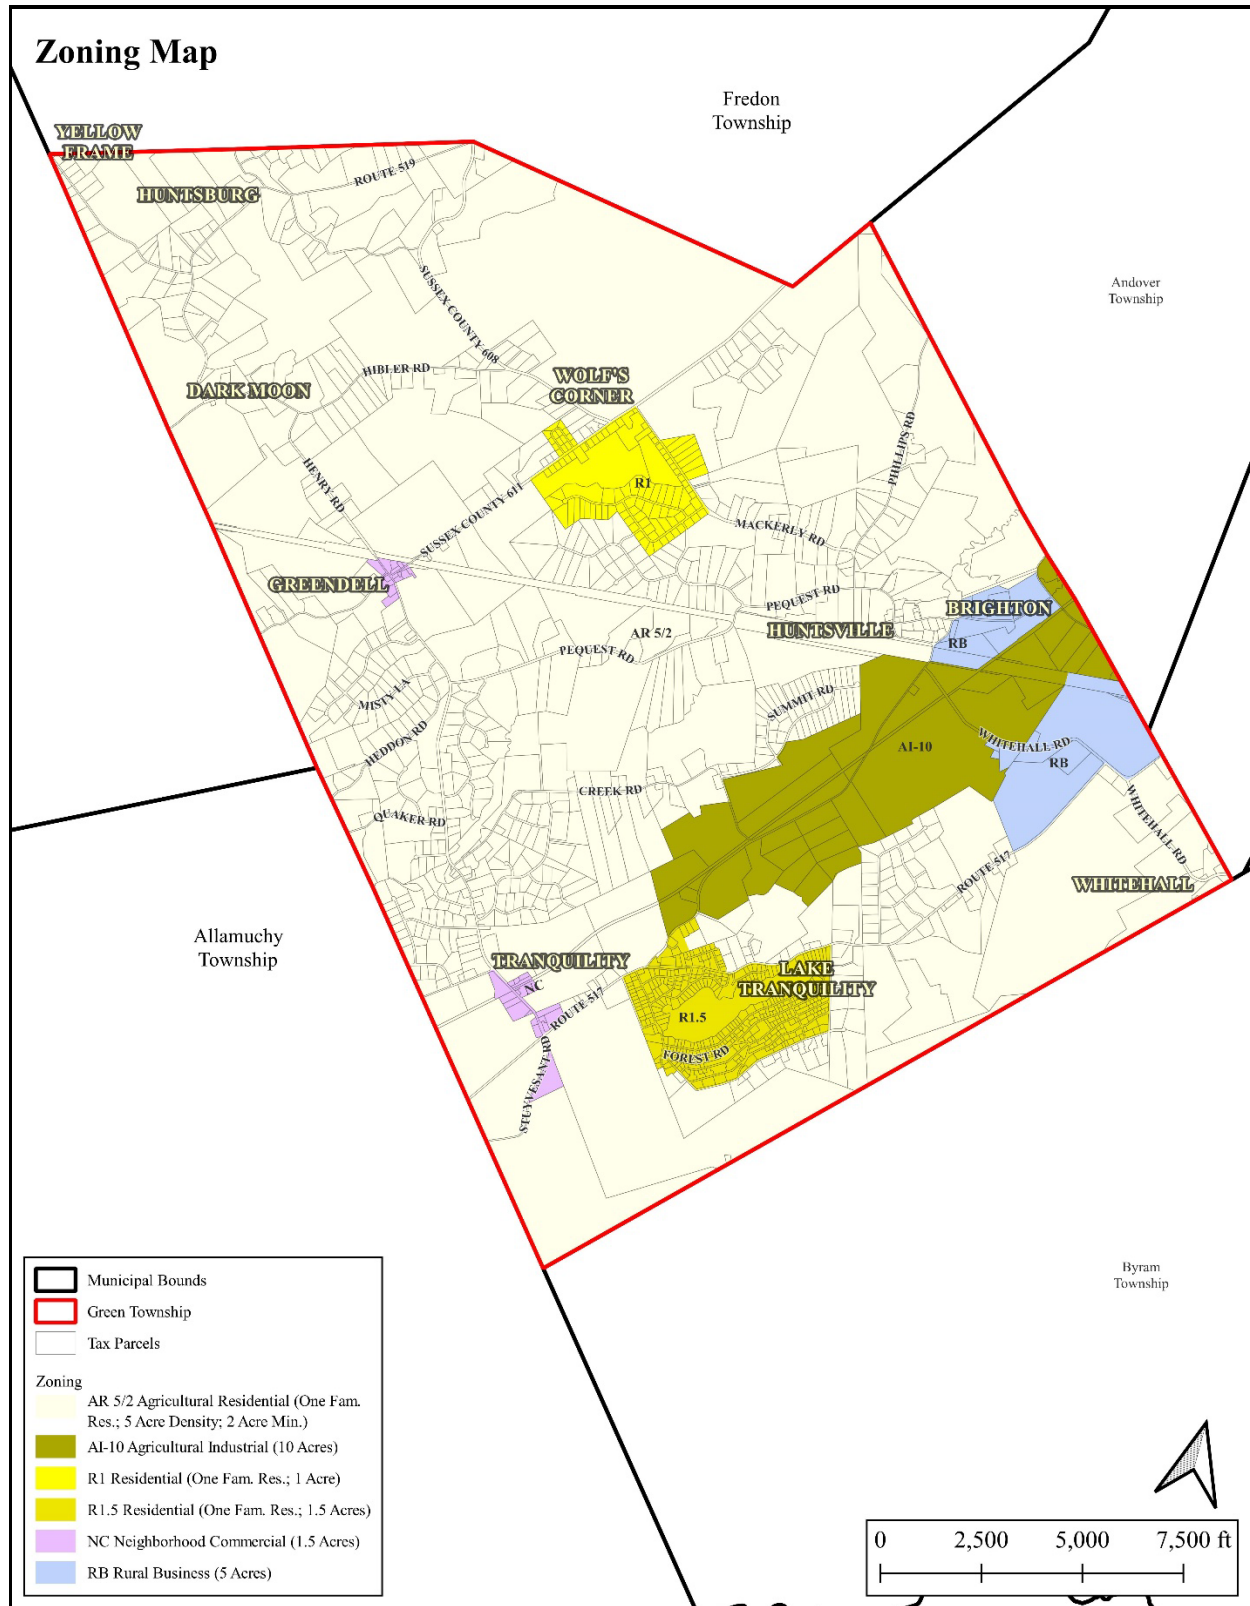 Zoning Map
Fredon
Township
YELLOW
FRAME
HUNTSBURG
ROUTE 519
Andover
Township
SUSSEX COUNTY 608
HIBLER RD
DARK MOON
WOLF'S
CORNER
PHILLIPS RD
HENRY RD
SUSSEX COUNTY 611
R1
MACKERLY RD
GREENDELL
PEQUEST RD
BRIGHTON
HUNTSVILLE
AR 5/2
RB
PEQUEST RD
MISTY LA
SUMMIT RD
HEDDON RD
AI-10
WHITEHALL RD
RB
CREEK RD
QUAKER RD
WHITEHALL RD
ROUTE 517
WHITEHALL
Allamuchy
Township
TRANQUILITY
LAKE
TRANQUILITY
NC
ROUTE 517
R1.5
FOREST RD
STUYVESANT RD
Byram
Township
Municipal Bounds
Green Township
Tax Parcels
Zoning
AR 5/2 Agricultural Residential (One Fam.
Res.; 5 Acre Density; 2 Acre Min.)
AI-10 Agricultural Industrial (10 Acres)
R1 Residential (One Fam. Res.; 1 Acre)
R1.5 Residential (One Fam. Res.; 1.5 Acres)
NC Neighborhood Commercial (1.5 Acres)
RB Rural Business (5 Acres)
0 2,500 5,000 7,500 ft